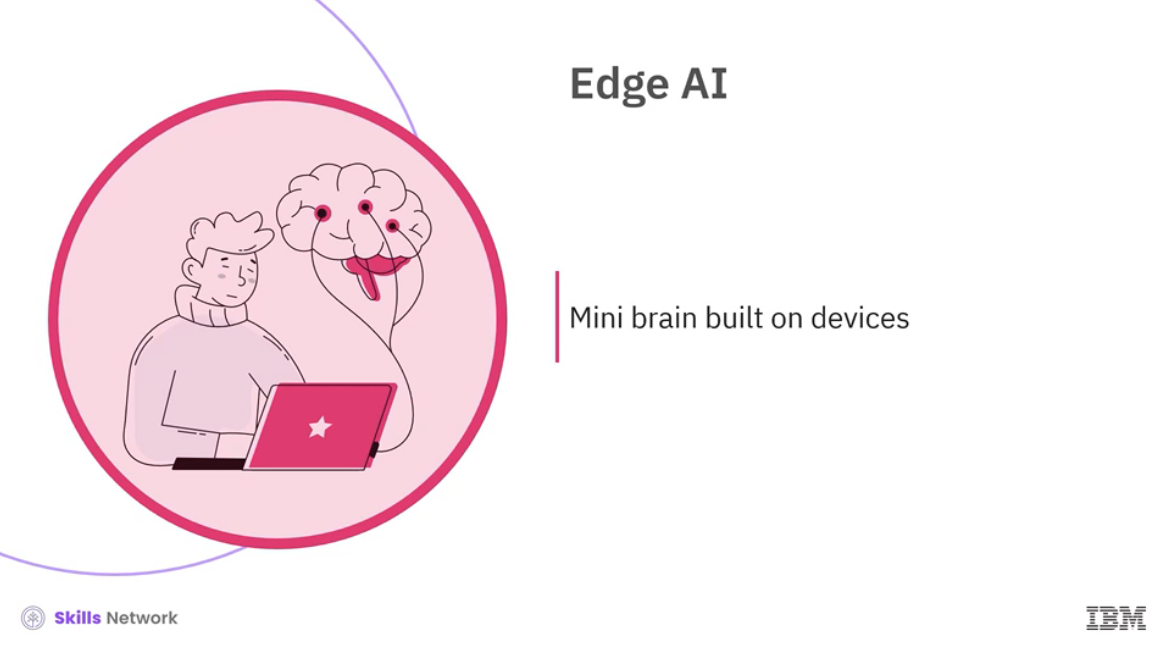 Edge AI
Mini brain built on devices
Skills Network
IBM